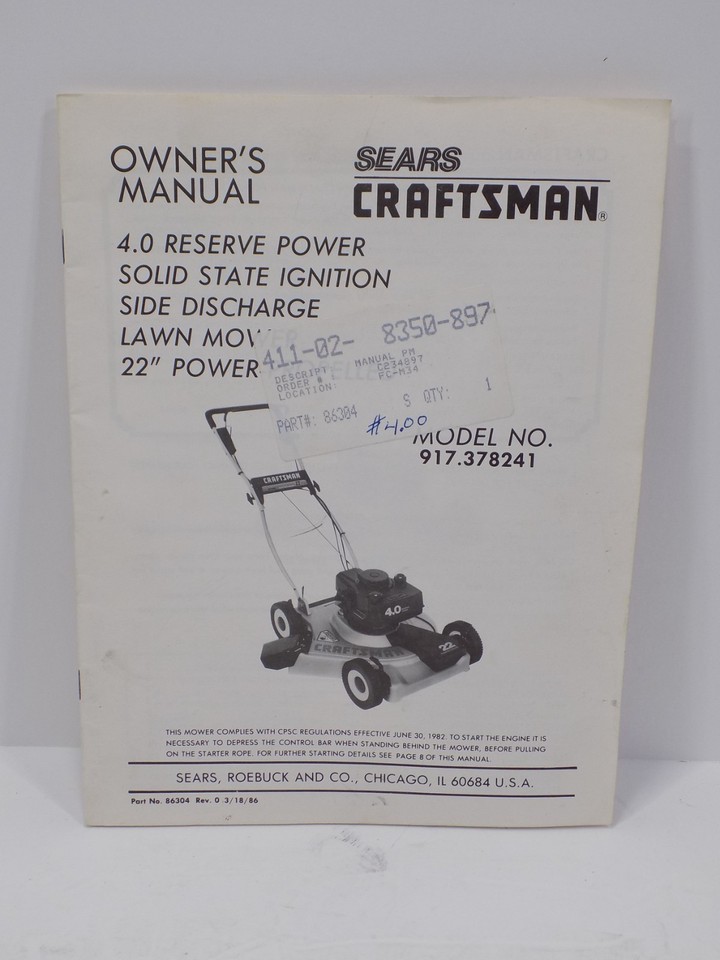 OWNER'S
MANUAL
SEARS
CRAFTSMAN®
4.0 RESERVE POWER
SOLID STATE IGNITION
SIDE DISCHARGE
LAWN MOWER
22" POWER PROPELLED
411-02- 8350-897
DESCRIPT MANUAL PM
ORDER # C234897
LOCATION: PC-M34
PART#: 86304 S QTY: 1
#4.00
MODEL NO.
917.378241
CRAFTSMAN
4.0
CRAFTSMAN
22
THIS MOWER COMPLIES WITH CPSC REGULATIONS EFFECTIVE JUNE 30, 1982. TO START THE ENGINE IT IS
NECESSARY TO DEPRESS THE CONTROL BAR WHEN STANDING BEHIND THE MOWER, BEFORE PULLING
ON THE STARTER ROPE. FOR FURTHER STARTING DETAILS SEE PAGE 8 OF THIS MANUAL.
SEARS, ROEBUCK AND CO., CHICAGO, IL 60684 U.S.A.
Part No. 86304 Rev. 0 3/18/86